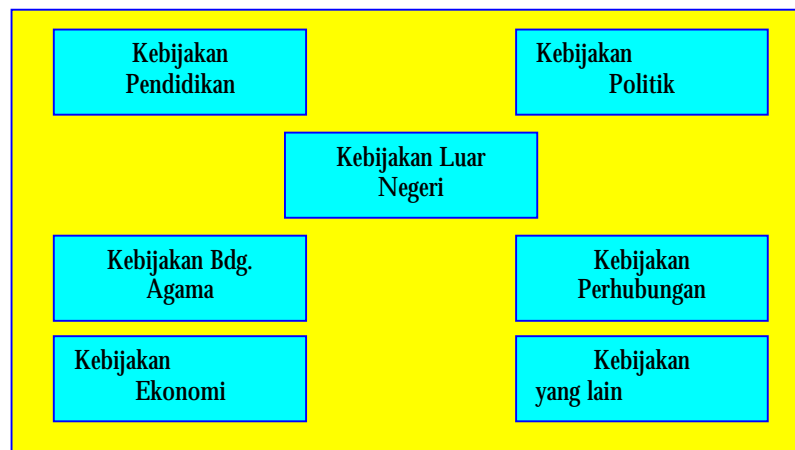 Kebijakan
Pendidikan
Kebijakan
Politik
Kebijakan Luar
Negeri
Kebijakan Bdg.
Agama
Kebijakan
Perhubungan
Kebijakan
Ekonomi
Kebijakan
yang lain